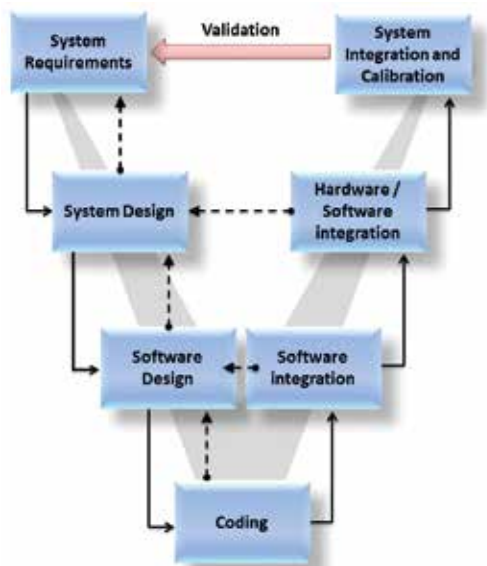 System
Requirements
Validation
System
Integration and
Calibration
System Design
Hardware /
Software
integration
Software
Design
Software
integration
Coding